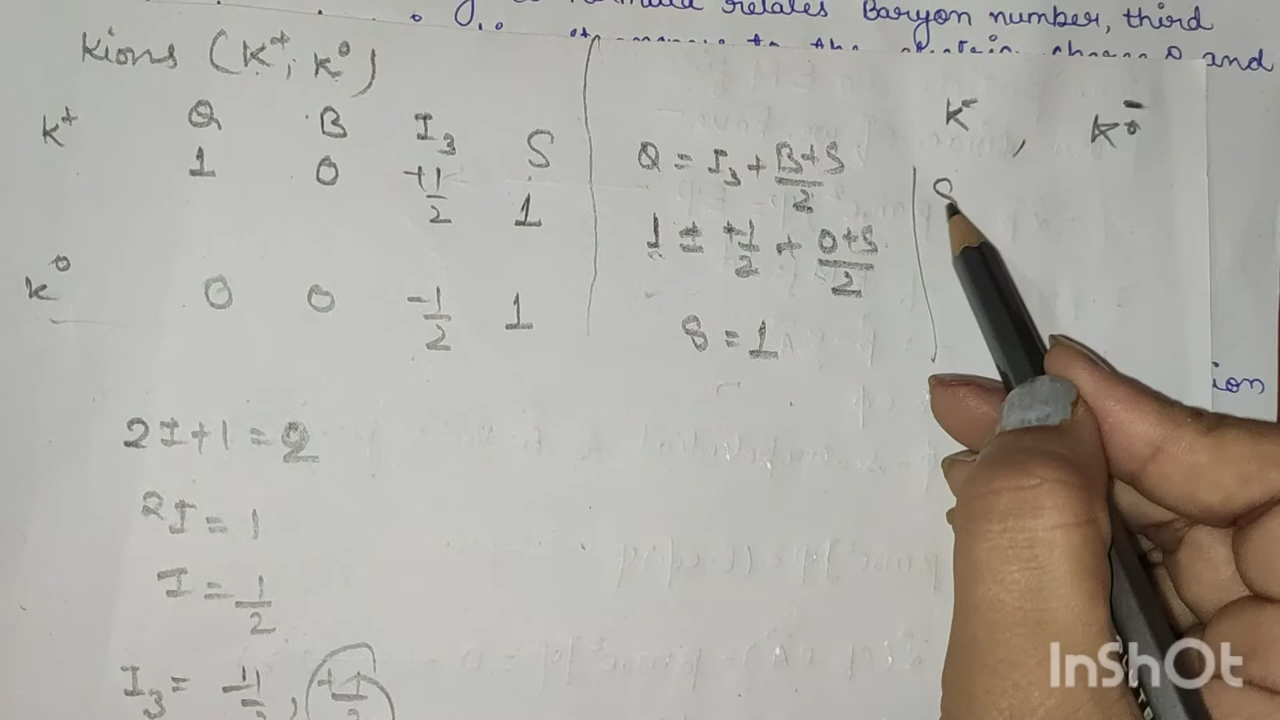 relates Baryon number, third
and
Kions (K⁺, K⁰)
Q B I₃ S
K⁺ 1 0 +1/2 1
K⁰ 0 0 -1/2 1
2I+1=2
2I=1
I=1/2
I₃ = -1/2, +1/2
Q = I₃ + B+S/2
1 = +1/2 + 0+S/2
S = 1
K⁻, K̅⁰
ion
InShOt